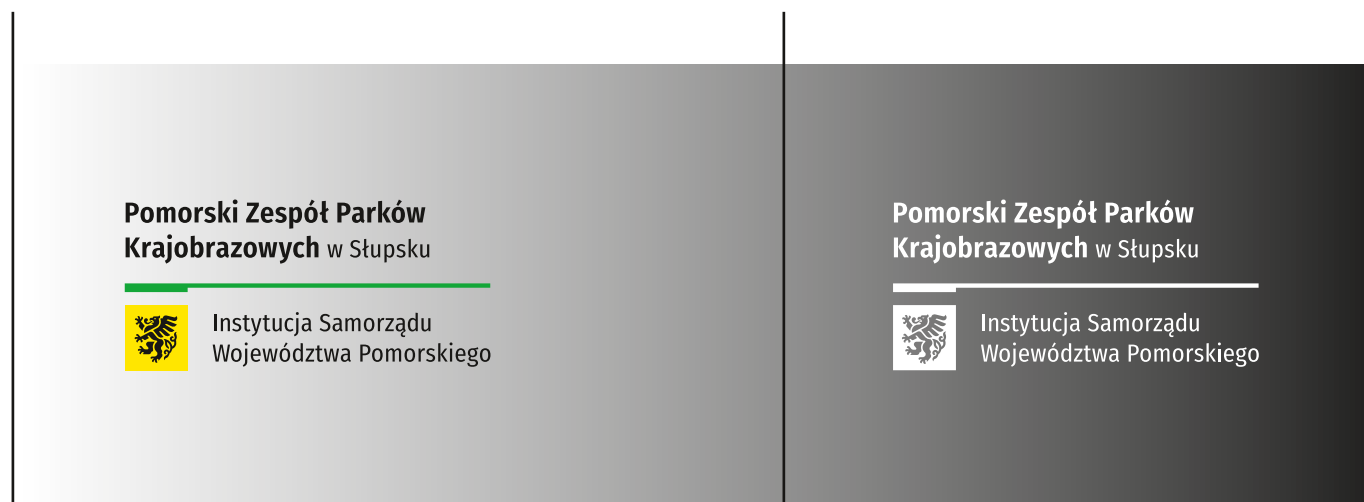 Pomorski Zespół Parków
Krajobrazowych w Słupsku
Instytucja Samorządu
Województwa Pomorskiego
Pomorski Zespół Parków
Krajobrazowych w Słupsku
Instytucja Samorządu
Województwa Pomorskiego